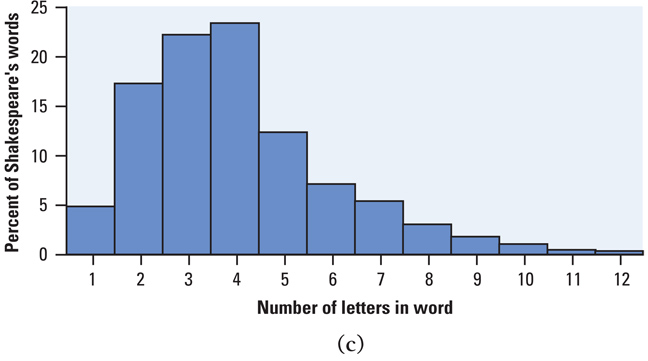 Percent of Shakespeare's words
25
20
15
10
5
0
1 2 3 4 5 6 7 8 9 10 11 12
Number of letters in word
(c)